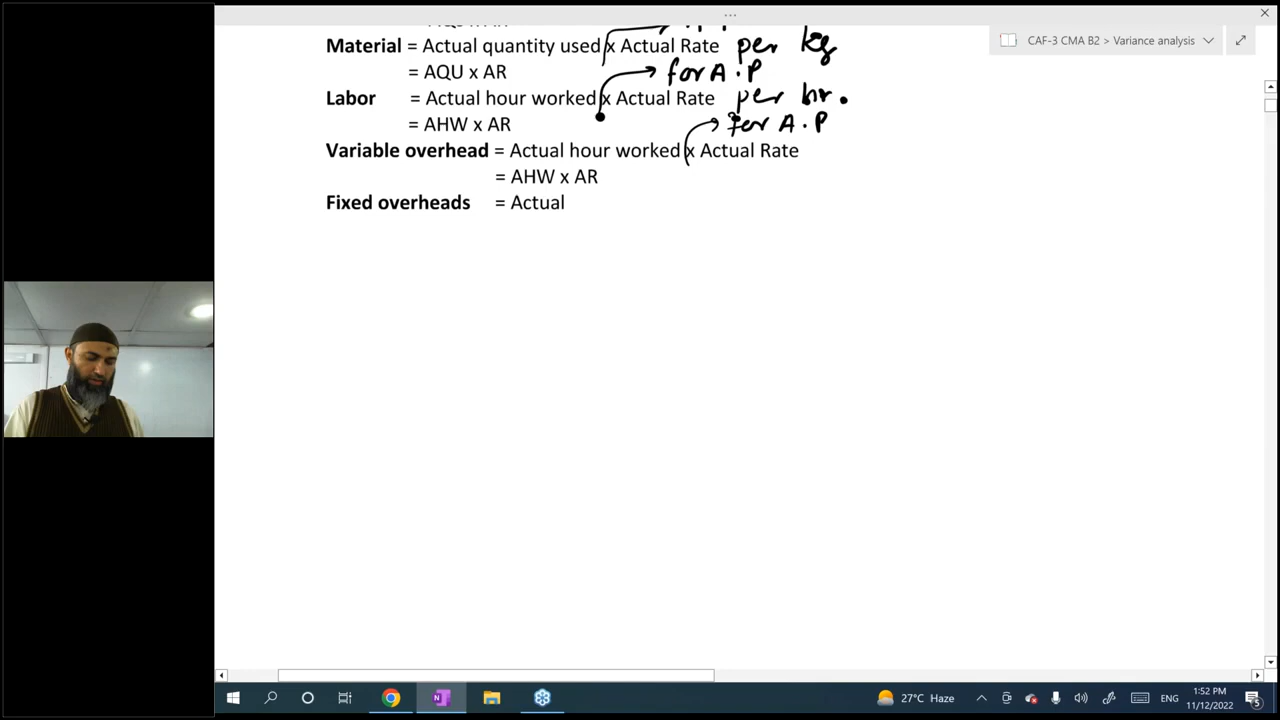 CAF-3 CMA B2 > Variance analysis
Material = Actual quantity used x Actual Rate per kg
= AQU x AR for A.P
Labor = Actual hour worked x Actual Rate per hr.
= AHW x AR for A.P
Variable overhead = Actual hour worked x Actual Rate
= AHW x AR
Fixed overheads = Actual
27°C Haze
ENG
1:52 PM
11/12/2022
5